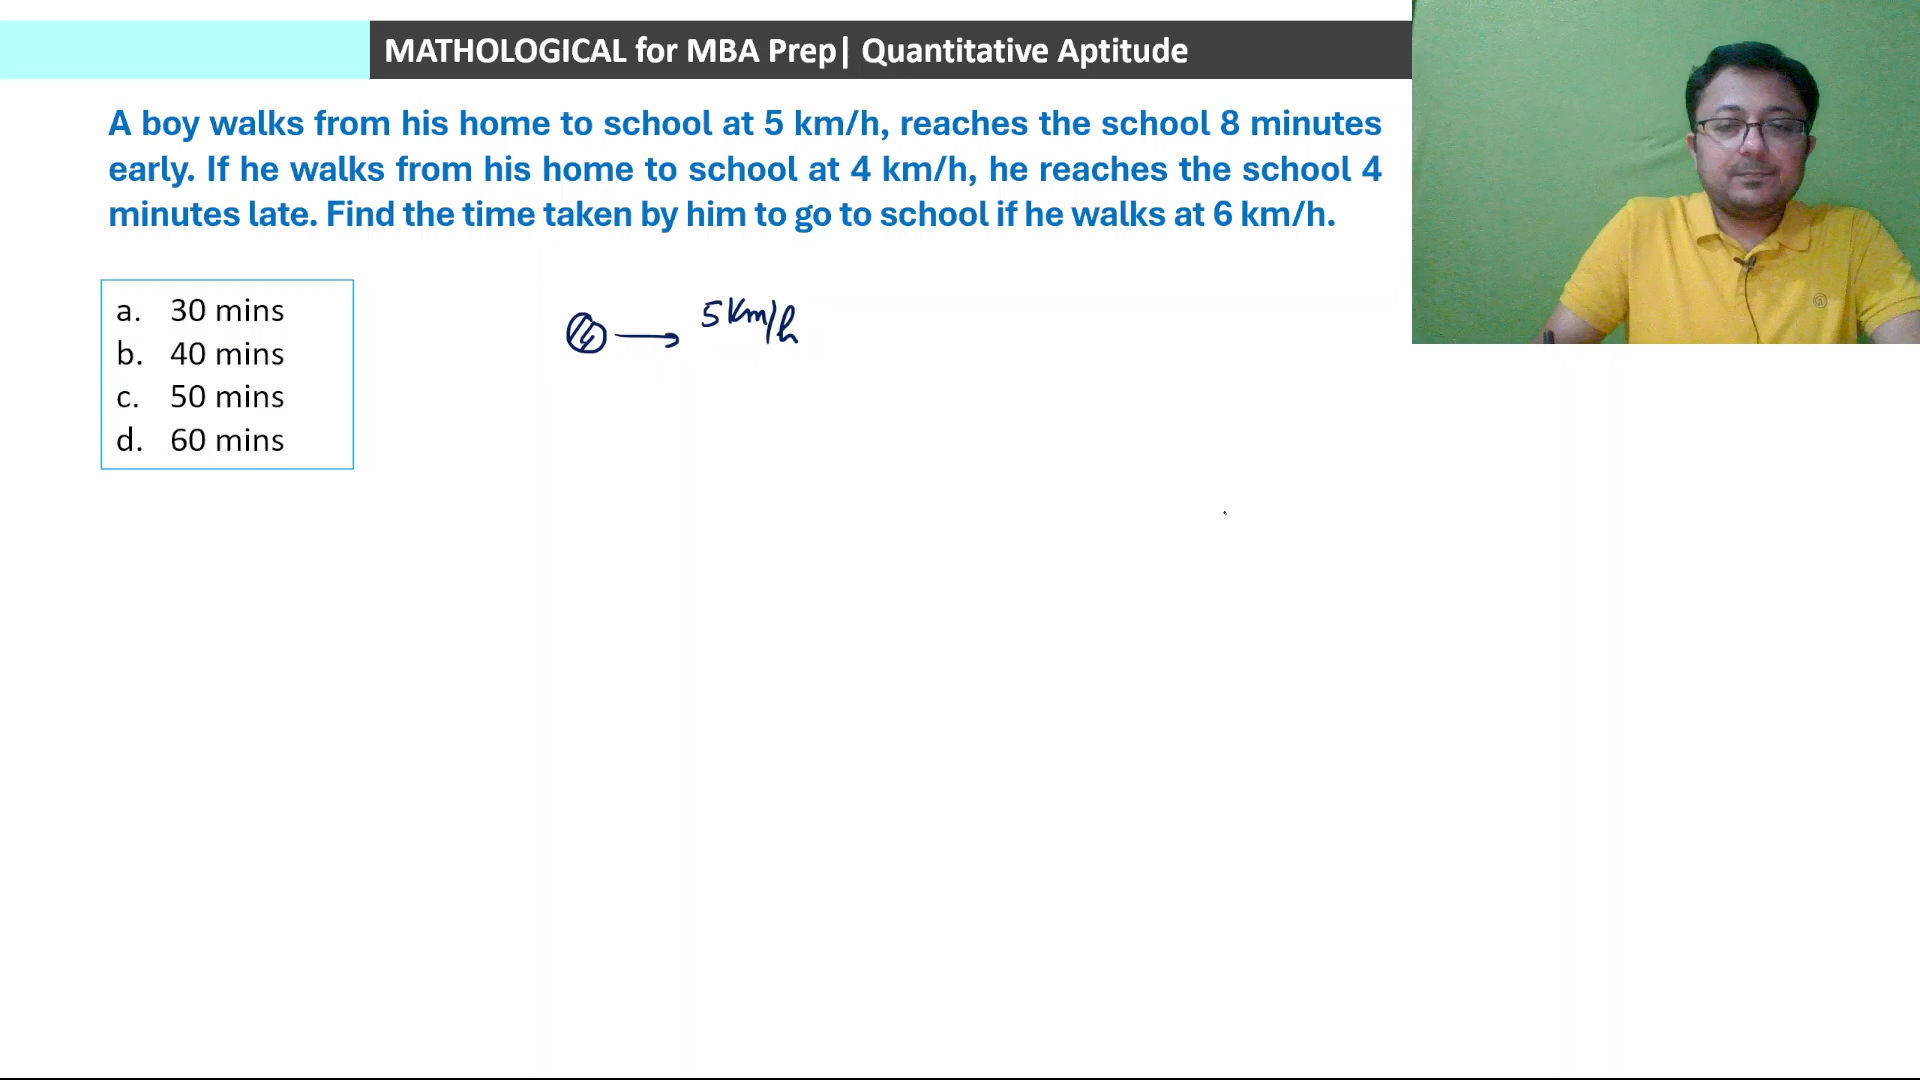 MATHOLOGICAL for MBA Prep| Quantitative Aptitude
A boy walks from his home to school at 5 km/h, reaches the school 8 minutes
early. If he walks from his home to school at 4 km/h, he reaches the school 4
minutes late. Find the time taken by him to go to school if he walks at 6 km/h.
a. 30 mins
b. 40 mins
c. 50 mins
d. 60 mins
5 km/h